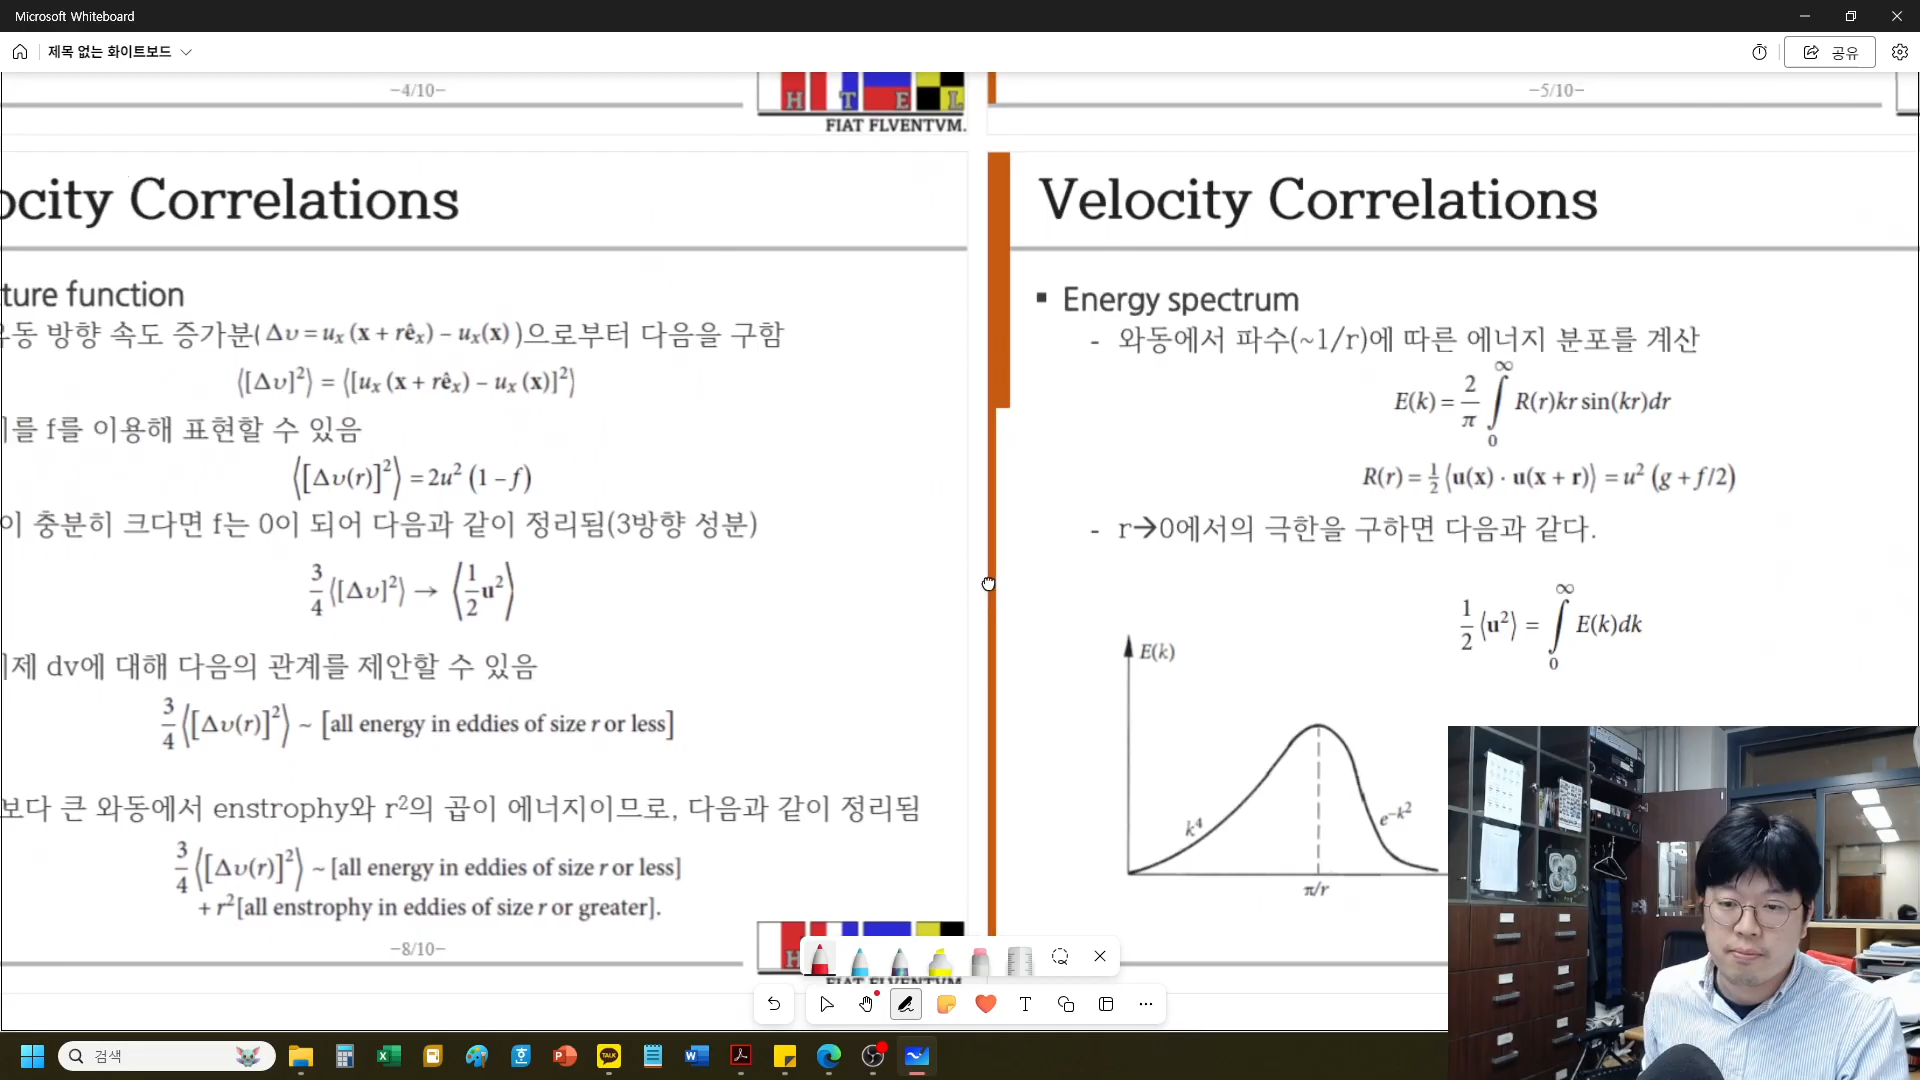 Microsoft Whiteboard
제목 없는 화이트보드
공유
-4/10-
H T E L
FIAT FLVENTVM.
-5/10-
ocity Correlations
ture function
유동 방향 속도 증가분(Δυ = uₓ (x + rêₓ) – uₓ(x))으로부터 다음을 구함
⟨[Δυ]²⟩ = ⟨[uₓ (x + rêₓ) – uₓ (x)]²⟩
를 f를 이용해 표현할 수 있음
⟨[Δυ(r)]²⟩ = 2u² (1 – f)
이 충분히 크다면 f는 0이 되어 다음과 같이 정리됨(3방향 성분)
3/4 ⟨[Δυ]²⟩ → ⟨1/2 u²⟩
제 dv에 대해 다음의 관계를 제안할 수 있음
3/4 ⟨[Δυ(r)]²⟩ ~ [all energy in eddies of size r or less]
보다 큰 와동에서 enstrophy와 r²의 곱이 에너지이므로, 다음과 같이 정리됨
3/4 ⟨[Δυ(r)]²⟩ ~ [all energy in eddies of size r or less]
+ r²[all enstrophy in eddies of size r or greater].
-8/10-
Velocity Correlations
▪ Energy spectrum
- 와동에서 파수(~1/r)에 따른 에너지 분포를 계산
E(k) = 2/π ∫₀^∞ R(r)kr sin(kr)dr
R(r) = ½ ⟨u(x) · u(x + r)⟩ = u² (g + f/2)
- r→0에서의 극한을 구하면 다음과 같다.
1/2 ⟨u²⟩ = ∫₀^∞ E(k)dk
E(k)
k⁴
e^–k²
π/r
검색